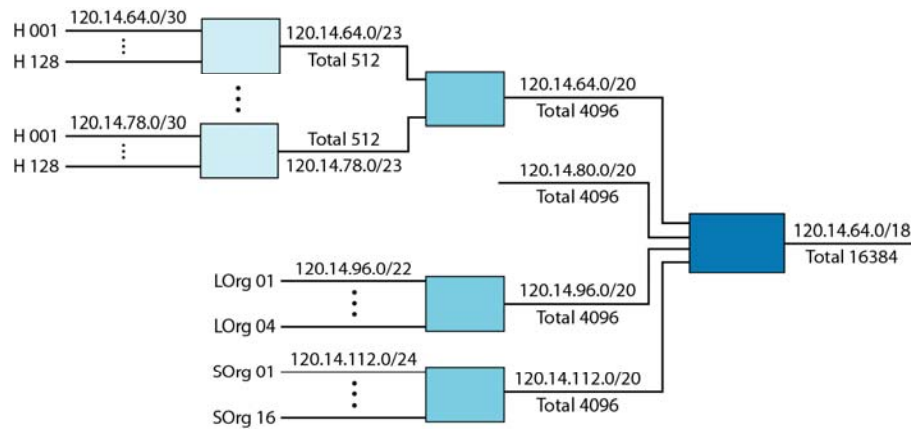 H 001
120.14.64.0/30
H 128
120.14.64.0/23
Total 512
H 001
120.14.78.0/30
H 128
Total 512
120.14.78.0/23
120.14.64.0/20
Total 4096
120.14.80.0/20
Total 4096
120.14.64.0/18
Total 16384
LOrg 01
120.14.96.0/22
LOrg 04
120.14.96.0/20
Total 4096
SOrg 01
120.14.112.0/24
SOrg 16
120.14.112.0/20
Total 4096